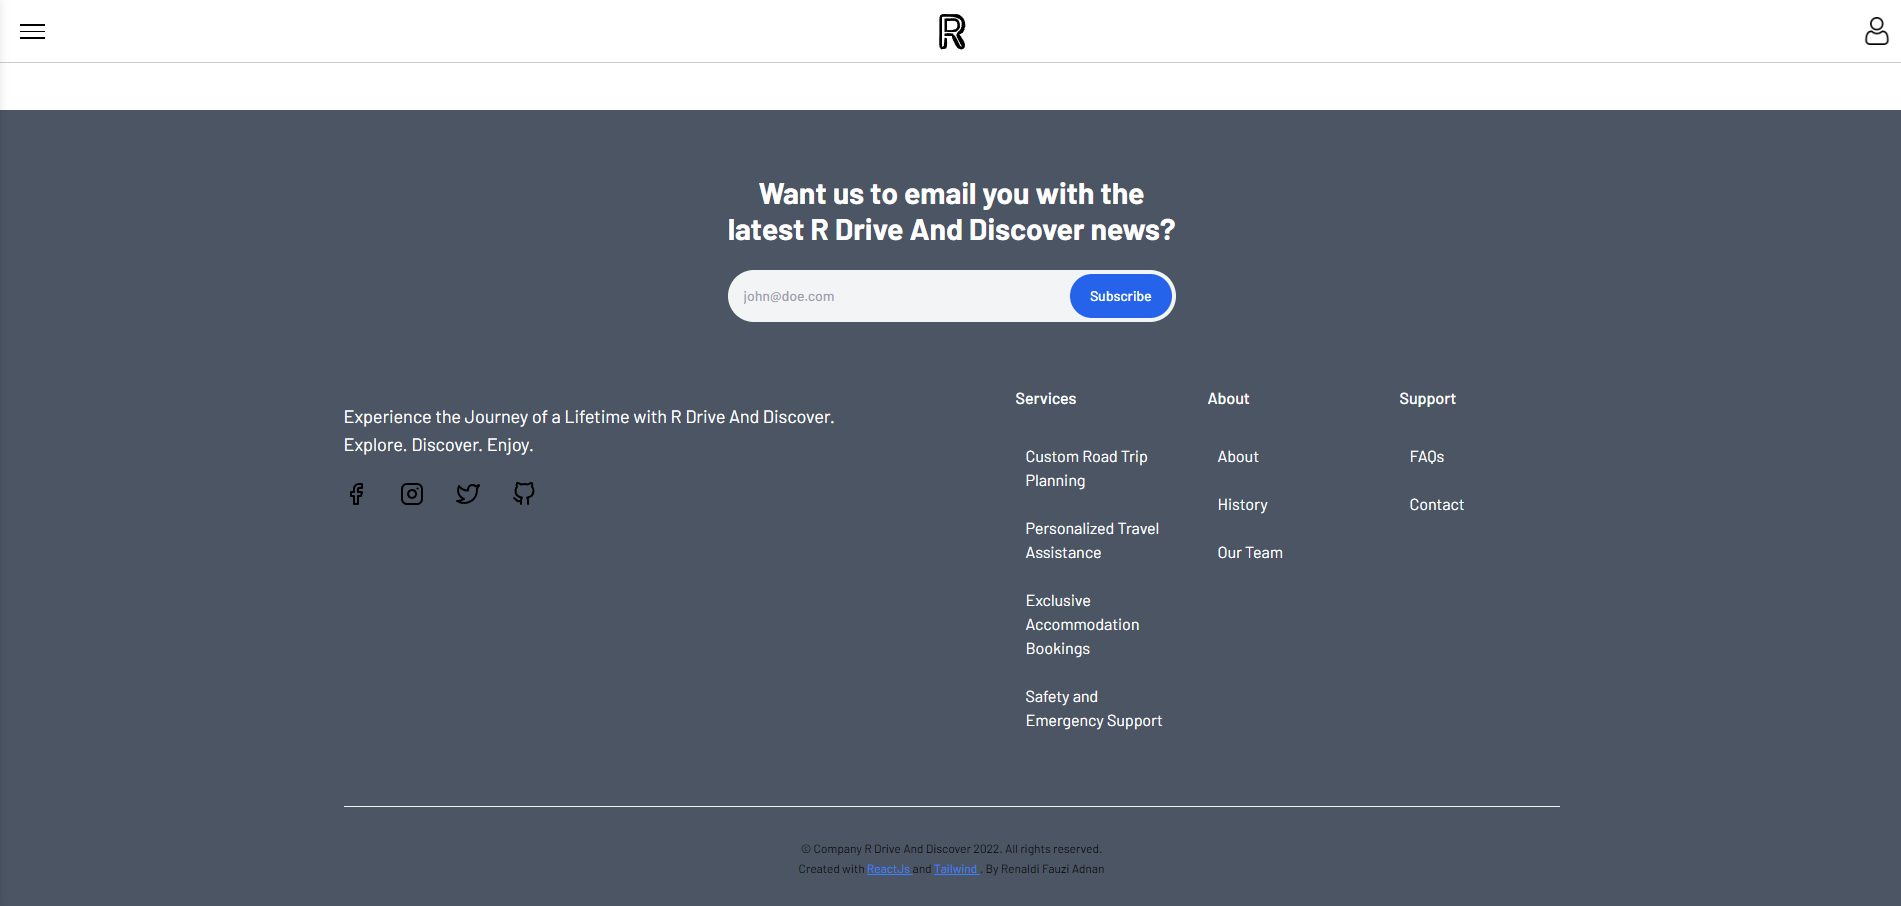 R
Want us to email you with the
latest R Drive And Discover news?
john@doe.com
Subscribe
Experience the Journey of a Lifetime with R Drive And Discover.
Explore. Discover. Enjoy.
Services
Custom Road Trip
Planning
Personalized Travel
Assistance
Exclusive
Accommodation
Bookings
Safety and
Emergency Support
About
About
History
Our Team
Support
FAQs
Contact
© Company R Drive And Discover 2022. All rights reserved.
Created with ReactJs and Tailwind . By Renaldi Fauzi Adnan